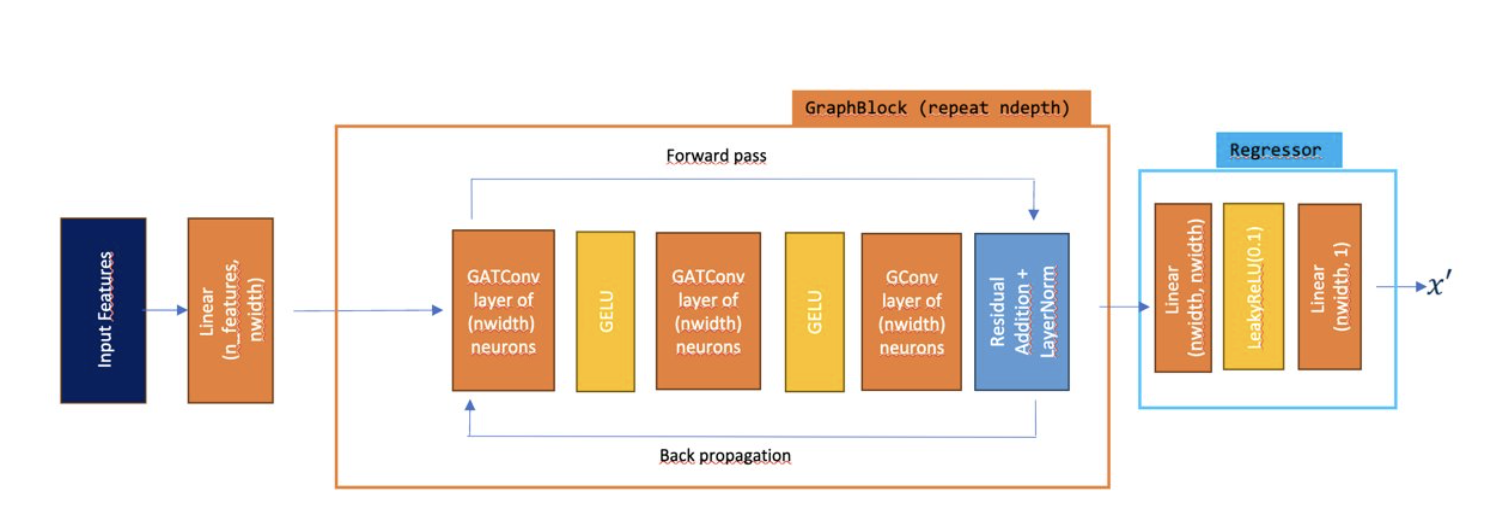 GraphBlock (repeat ndepth)
Forward pass
Regressor
Input Features
Linear
(n_features,
nwidth)
GATConv
layer of
(nwidth)
neurons
GELU
GATConv
layer of
(nwidth)
neurons
GELU
GConv
layer of
(nwidth)
neurons
Residual
Addition +
LayerNorm
Linear
(nwidth, nwidth)
LeakyReLU(0.1)
Linear
(nwidth, 1)
x′
Back propagation